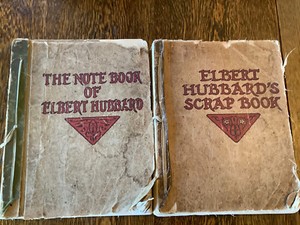 THE NOTE BOOK
OF
ELBERT HUBBARD
ELBERT
HUBBARD'S
SCRAP BOOK